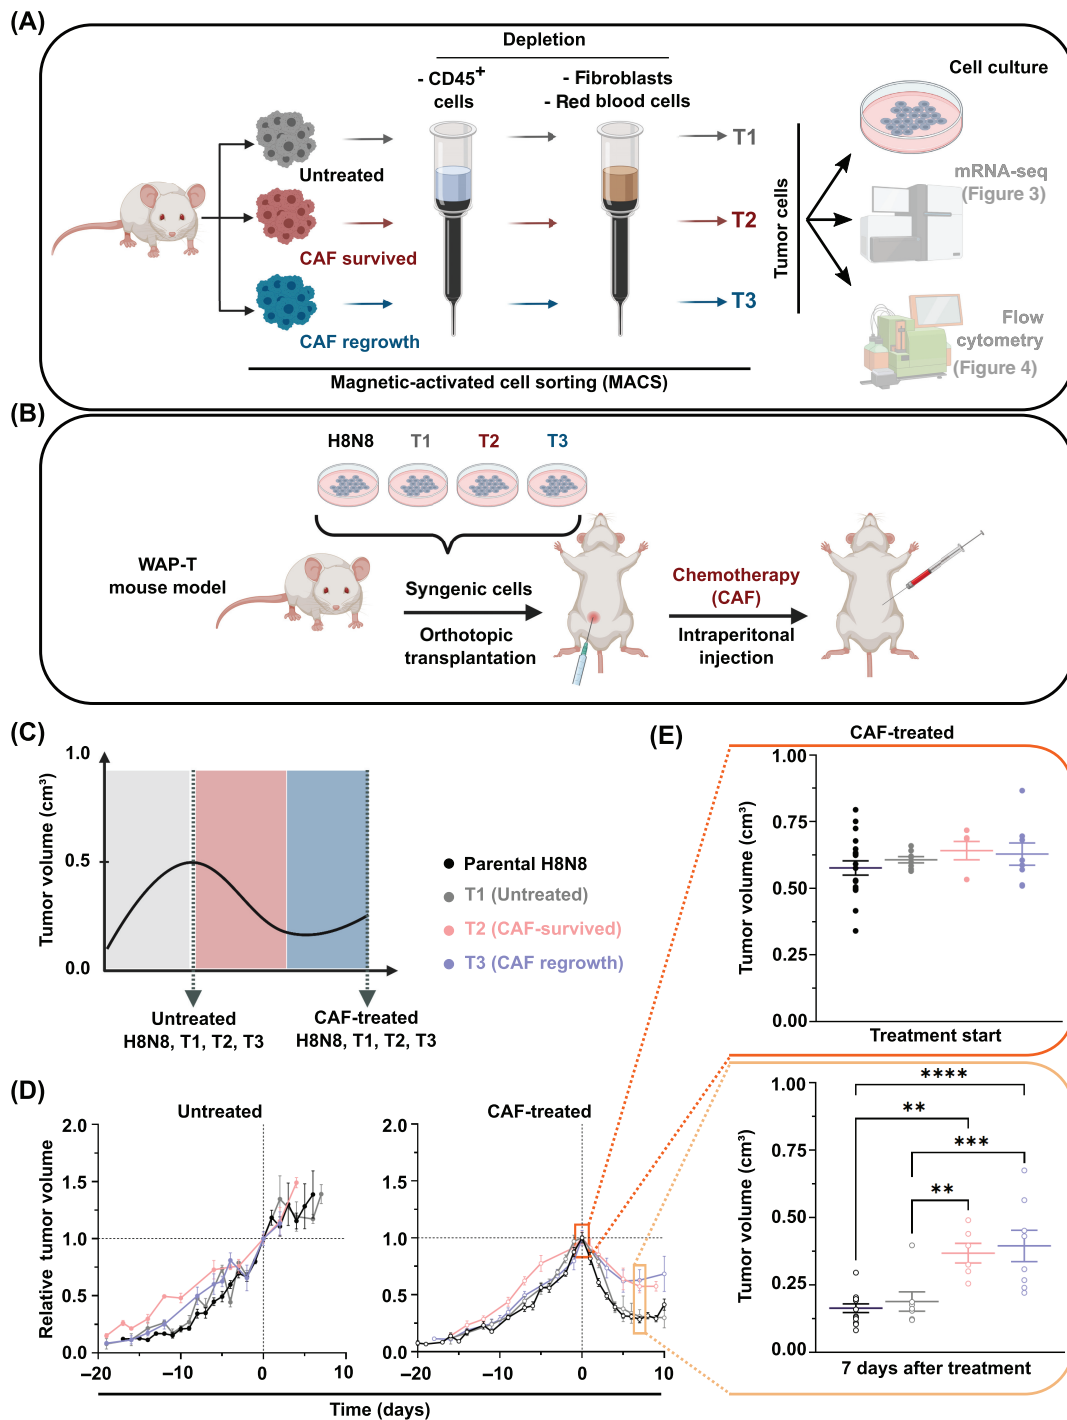 (A)
Depletion
- CD45+
cells
- Fibroblasts
- Red blood cells
Cell culture
Untreated
T1
CAF survived
T2
CAF regrowth
T3
Tumor cells
mRNA-seq
(Figure 3)
Flow
cytometry
(Figure 4)
Magnetic-activated cell sorting (MACS)
(B)
H8N8
T1
T2
T3
WAP-T
mouse model
Syngenic cells
Orthotopic
transplantation
Chemotherapy
(CAF)
Intraperitonal
injection
(C)
Tumor volume (cm³)
1.0
0.5
0.0
Untreated
H8N8, T1, T2, T3
CAF-treated
H8N8, T1, T2, T3
Parental H8N8
T1 (Untreated)
T2 (CAF-survived)
T3 (CAF regrowth)
(D)
Untreated
Relative tumor volume
2.0
1.5
1.0
0.5
0.0
−20
−10
0
10
CAF-treated
2.0
1.5
1.0
0.5
0.0
−20
−10
0
10
Time (days)
(E)
CAF-treated
Tumor volume (cm³)
1.00
0.75
0.50
0.25
0.00
Treatment start
Tumor volume (cm³)
1.00
0.75
0.50
0.25
0.00
****
**
***
**
7 days after treatment